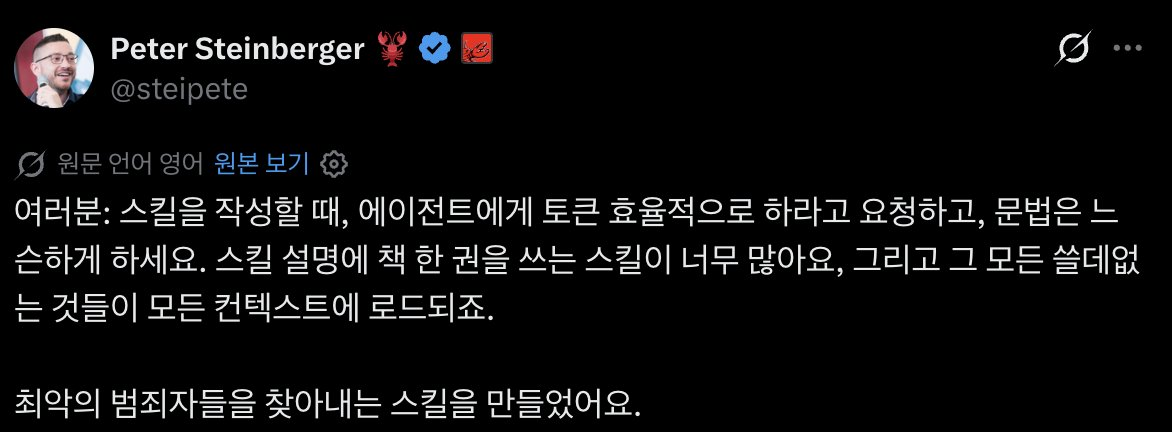 Peter Steinberger 🦞
@steipete
원문 언어 영어 원본 보기
여러분: 스킬을 작성할 때, 에이전트에게 토큰 효율적으로 하라고 요청하고, 문법은 느
슨하게 하세요. 스킬 설명에 책 한 권을 쓰는 스킬이 너무 많아요, 그리고 그 모든 쓸데없
는 것들이 모든 컨텍스트에 로드되죠.
최악의 범죄자들을 찾아내는 스킬을 만들었어요.